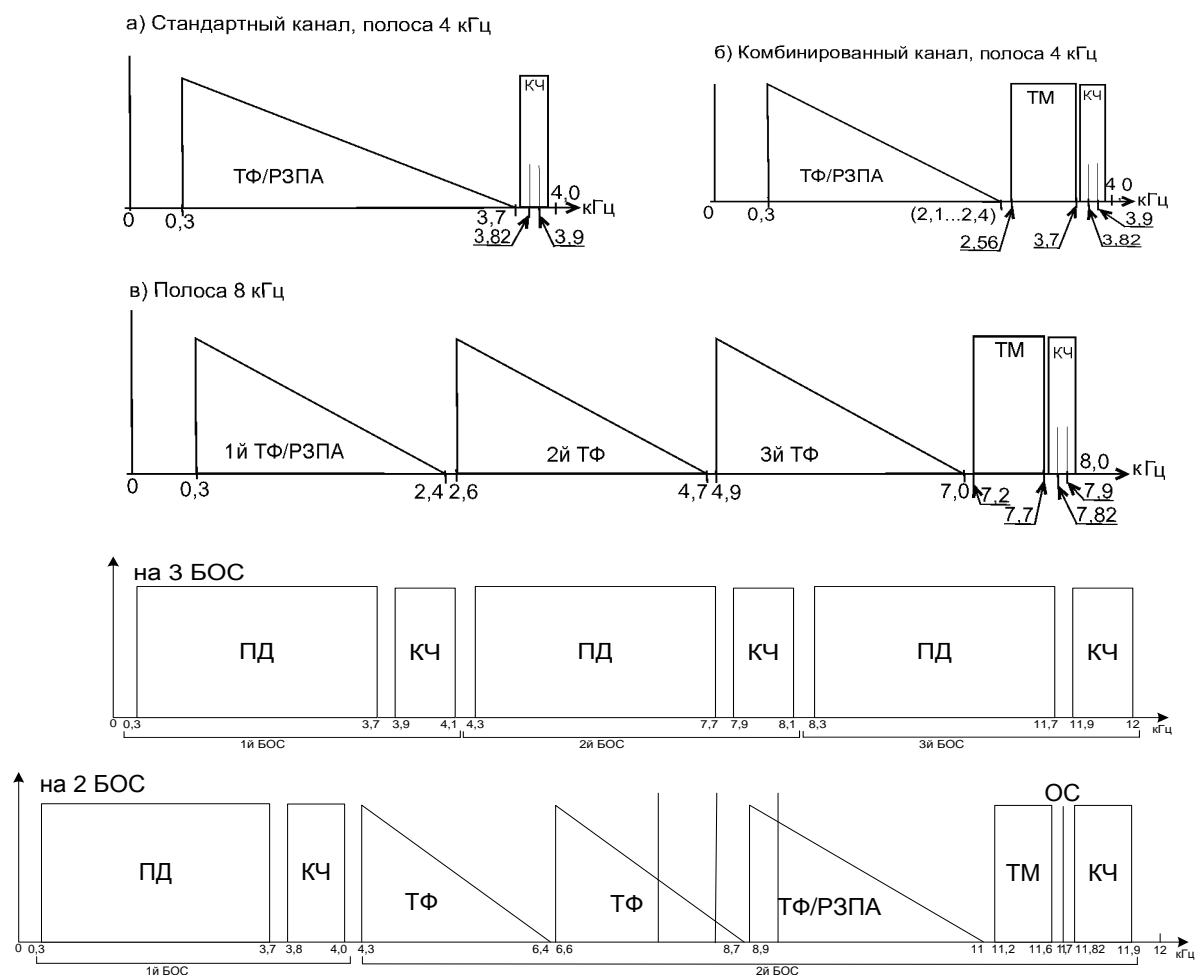 а) Стандартный канал, полоса 4 кГц
КЧ
ТФ/РЗПА
4,0
кГц
0
0,3
3,7
3,82
3,9
б) Комбинированный канал, полоса 4 кГц
ТМ
КЧ
ТФ/РЗПА
4 0
кГц
0
0,3
(2,1...2,4)
2,56
3,7
3,82
3,9
в) Полоса 8 кГц
1й ТФ/РЗПА
2й ТФ
3й ТФ
ТМ
КЧ
8,0
кГц
0
0,3
2,4
2,6
4,7
4,9
7,0
7,2
7,7
7,82
7,9
на 3 БОС
ПД КЧ ПД КЧ ПД КЧ
0 0,3 3,7 3,9 4,1 4,3 7,7 7,9 8,1 8,3 11,7 11,9 12
кГц
1й БОС 2й БОС 3й БОС
на 2 БОС
ОС
ПД КЧ ТФ ТФ ТФ/РЗПА ТМ КЧ
0 0,3 3,7 3,8 4,0 4,3 6,4 6,6 8,7 8,9 11 11,2 11,6 11,82 11,9 12
кГц
1й БОС 2й БОС